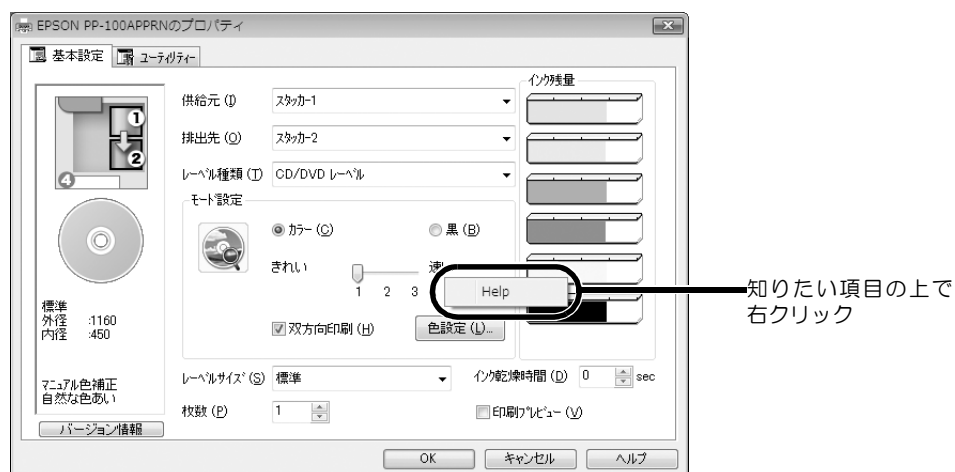 EPSON PP-100APPRNのプロパティ
基本設定 ユーティリティー
インク残量
供給元 (I) スタッカー1
排出先 (O) スタッカー2
レーベル種類 (T) CD/DVD レーベル
1
2
4
モード設定
カラー (C) 黒 (B)
きれい
1 2 3
Help
知りたい項目の上で
右クリック
双方向印刷 (H) 色設定 (L)...
標準
外径 :1160
内径 :450
マニュアル色補正
自然な色あい
レーベルサイズ (S) 標準 インク乾燥時間 (D) 0 sec
枚数 (P) 1 印刷プレビュー (V)
バージョン情報
OK キャンセル ヘルプ